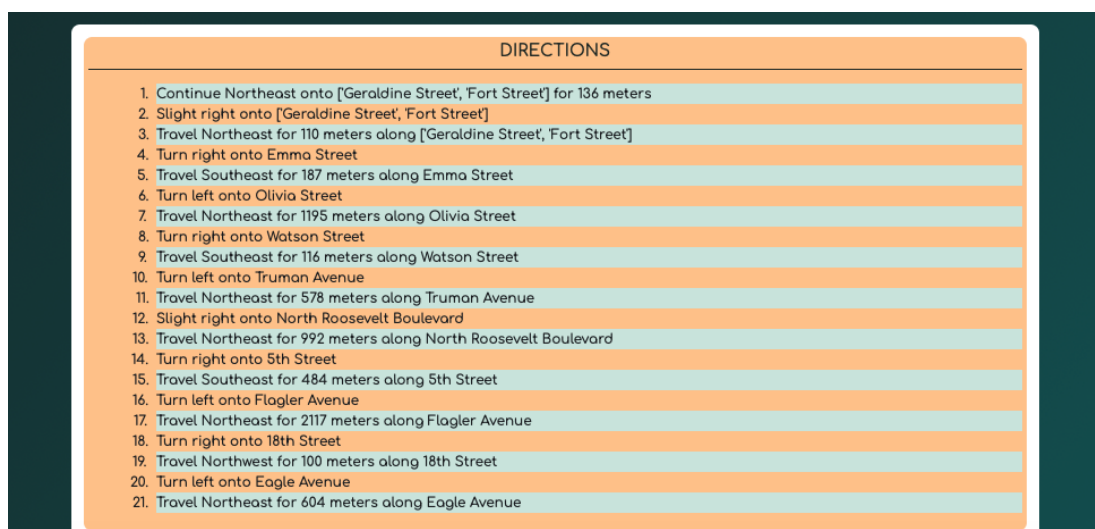 DIRECTIONS
1. Continue Northeast onto ['Geraldine Street', 'Fort Street'] for 136 meters
2. Slight right onto ['Geraldine Street', 'Fort Street']
3. Travel Northeast for 110 meters along ['Geraldine Street', 'Fort Street']
4. Turn right onto Emma Street
5. Travel Southeast for 187 meters along Emma Street
6. Turn left onto Olivia Street
7. Travel Northeast for 1195 meters along Olivia Street
8. Turn right onto Watson Street
9. Travel Southeast for 116 meters along Watson Street
10. Turn left onto Truman Avenue
11. Travel Northeast for 578 meters along Truman Avenue
12. Slight right onto North Roosevelt Boulevard
13. Travel Northeast for 992 meters along North Roosevelt Boulevard
14. Turn right onto 5th Street
15. Travel Southeast for 484 meters along 5th Street
16. Turn left onto Flagler Avenue
17. Travel Northeast for 2117 meters along Flagler Avenue
18. Turn right onto 18th Street
19. Travel Northwest for 100 meters along 18th Street
20. Turn left onto Eagle Avenue
21. Travel Northeast for 604 meters along Eagle Avenue